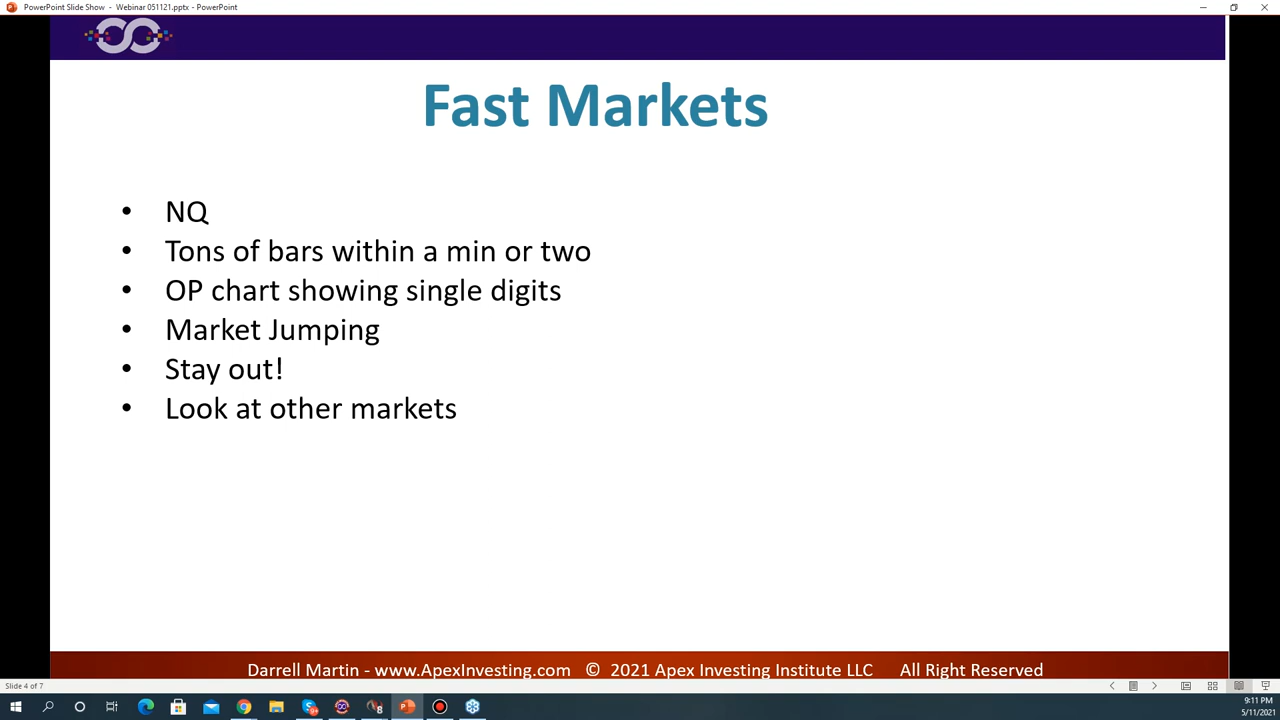 PowerPoint Slide Show - Webinar 051121.pptx - PowerPoint
Fast Markets
• NQ
• Tons of bars within a min or two
• OP chart showing single digits
• Market Jumping
• Stay out!
• Look at other markets
Darrell Martin - www.ApexInvesting.com © 2021 Apex Investing Institute LLC All Right Reserved
Slide 4 of 7
8
9:11 PM
5/11/2021